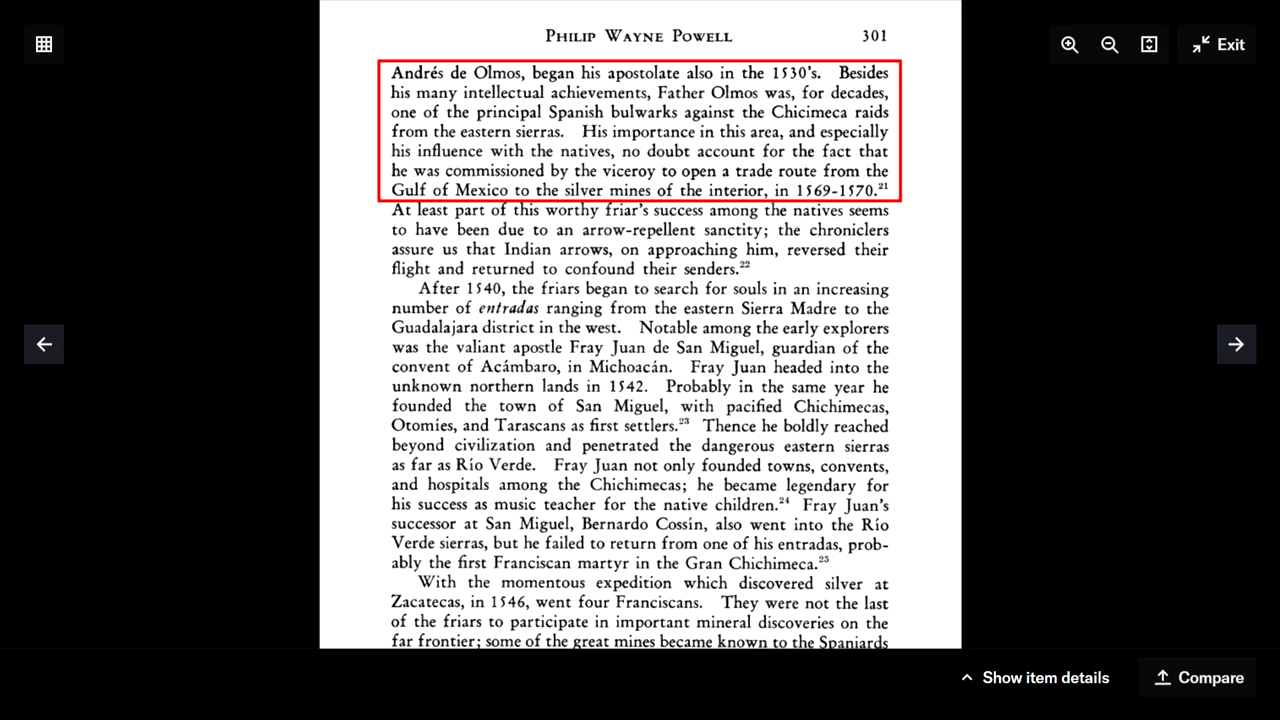 PHILIP WAYNE POWELL 301
Exit
Andrés de Olmos, began his apostolate also in the 1530's. Besides
his many intellectual achievements, Father Olmos was, for decades,
one of the principal Spanish bulwarks against the Chicimeca raids
from the eastern sierras. His importance in this area, and especially
his influence with the natives, no doubt account for the fact that
he was commissioned by the viceroy to open a trade route from the
Gulf of Mexico to the silver mines of the interior, in 1569-1570.²¹
At least part of this worthy friar's success among the natives seems
to have been due to an arrow-repellent sanctity; the chroniclers
assure us that Indian arrows, on approaching him, reversed their
flight and returned to confound their senders.²²
After 1540, the friars began to search for souls in an increasing
number of entradas ranging from the eastern Sierra Madre to the
Guadalajara district in the west. Notable among the early explorers
was the valiant apostle Fray Juan de San Miguel, guardian of the
convent of Acámbaro, in Michoacán. Fray Juan headed into the
unknown northern lands in 1542. Probably in the same year he
founded the town of San Miguel, with pacified Chichimecas,
Otomíes, and Tarascans as first settlers.²³ Thence he boldly reached
beyond civilization and penetrated the dangerous eastern sierras
as far as Río Verde. Fray Juan not only founded towns, convents,
and hospitals among the Chichimecas; he became legendary for
his success as music teacher for the native children.²⁴ Fray Juan's
successor at San Miguel, Bernardo Cossín, also went into the Río
Verde sierras, but he failed to return from one of his entradas, prob-
ably the first Franciscan martyr in the Gran Chichimeca.²⁵
With the momentous expedition which discovered silver at
Zacatecas, in 1546, went four Franciscans. They were not the last
of the friars to participate in important mineral discoveries on the
far frontier; some of the great mines became known to the Spaniards
Show item details
Compare